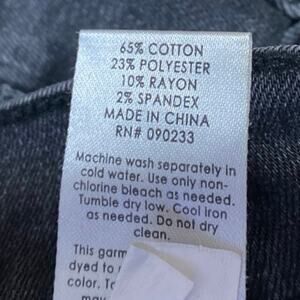 65% COTTON
23% POLYESTER
10% RAYON
2% SPANDEX
MADE IN CHINA
RN# 090233
Machine wash separately in
cold water. Use only non-
chlorine bleach as needed.
Tumble dry low. Cool iron
as needed. Do not dry
clean.
This
dyed to
color.
may